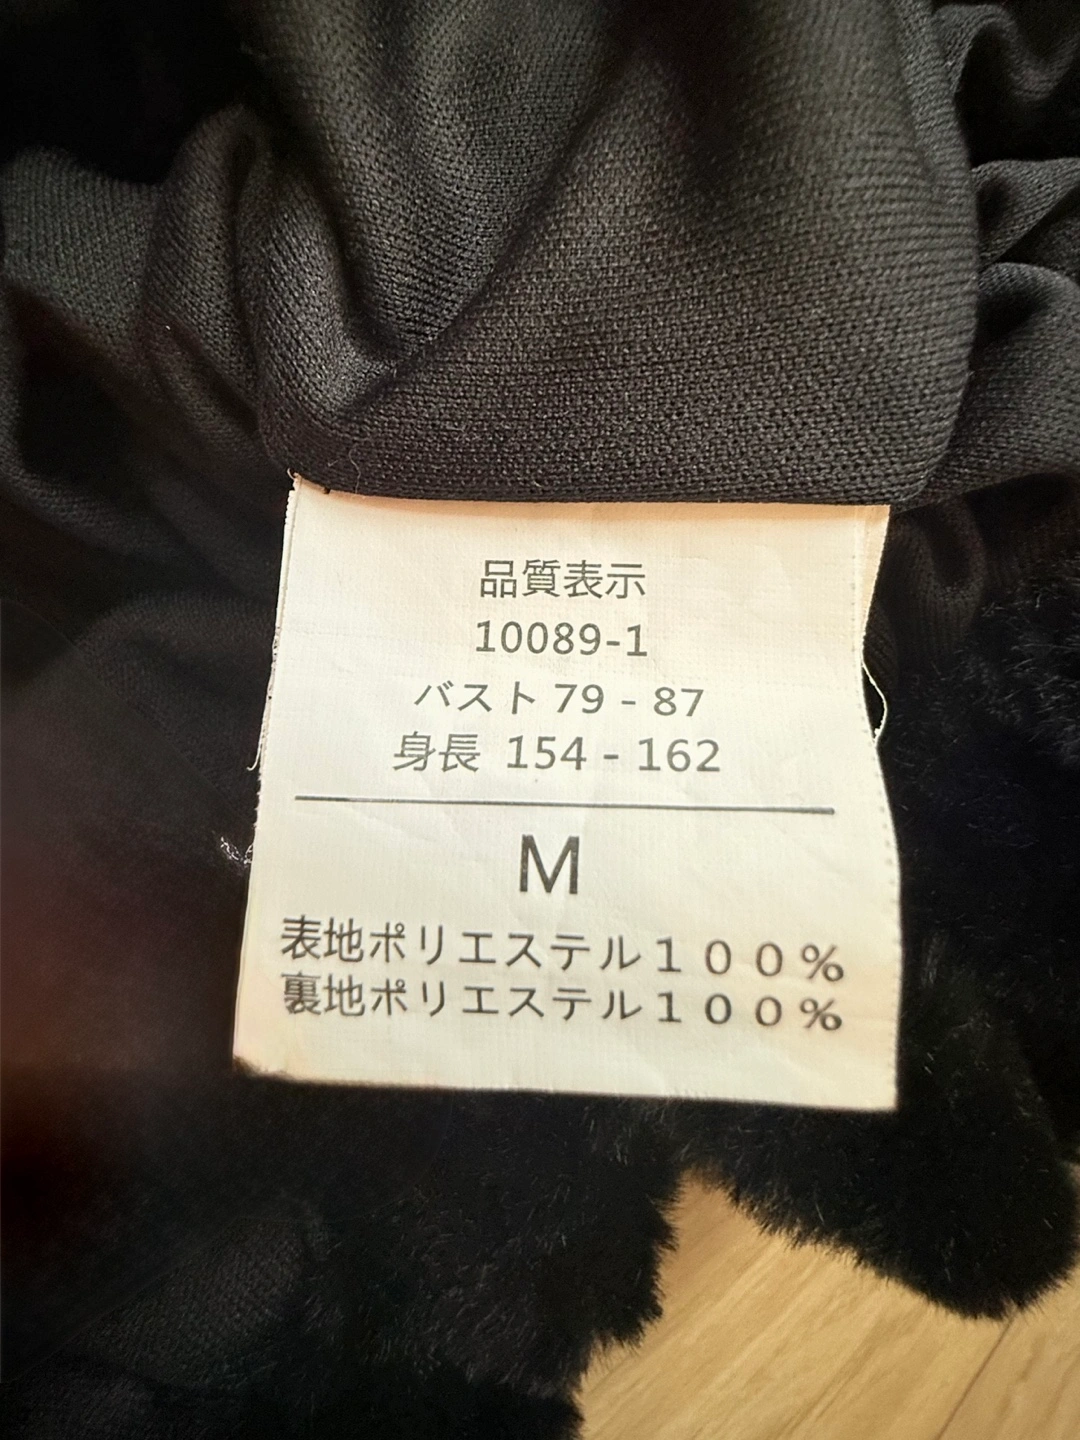 品質表示
10089-1
バスト 79 - 87
身長 154 - 162
M
表地ポリエステル１００％
裏地ポリエステル１００％